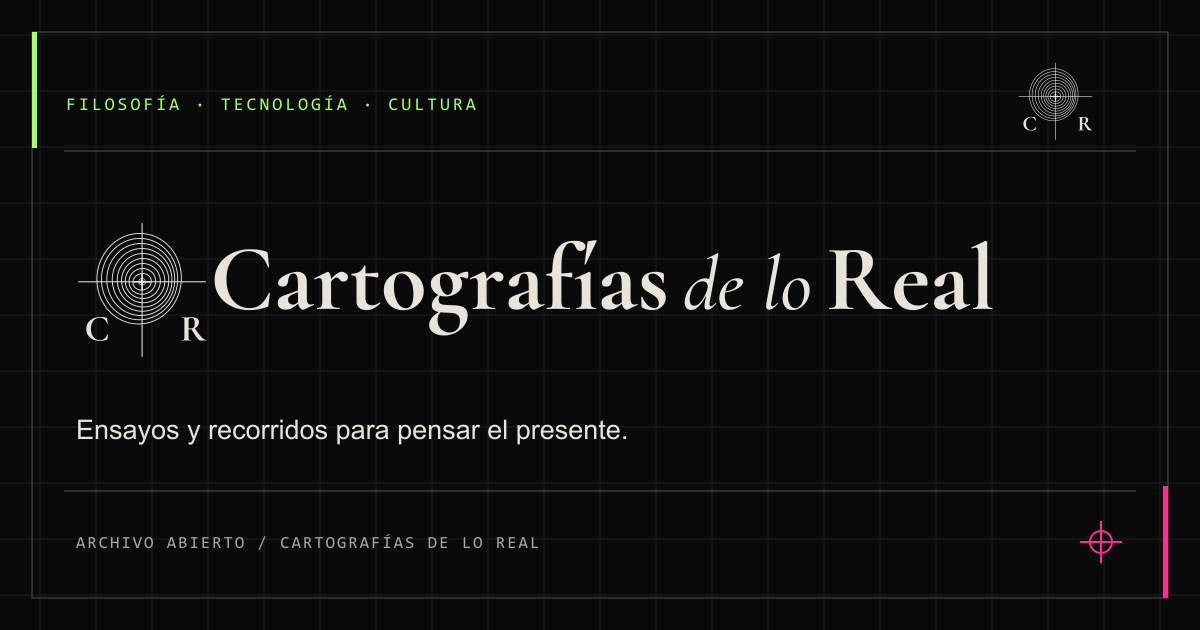 FILOSOFÍA · TECNOLOGÍA · CULTURA
C R
Cartografías de lo Real
C R
Ensayos y recorridos para pensar el presente.
ARCHIVO ABIERTO / CARTOGRAFÍAS DE LO REAL